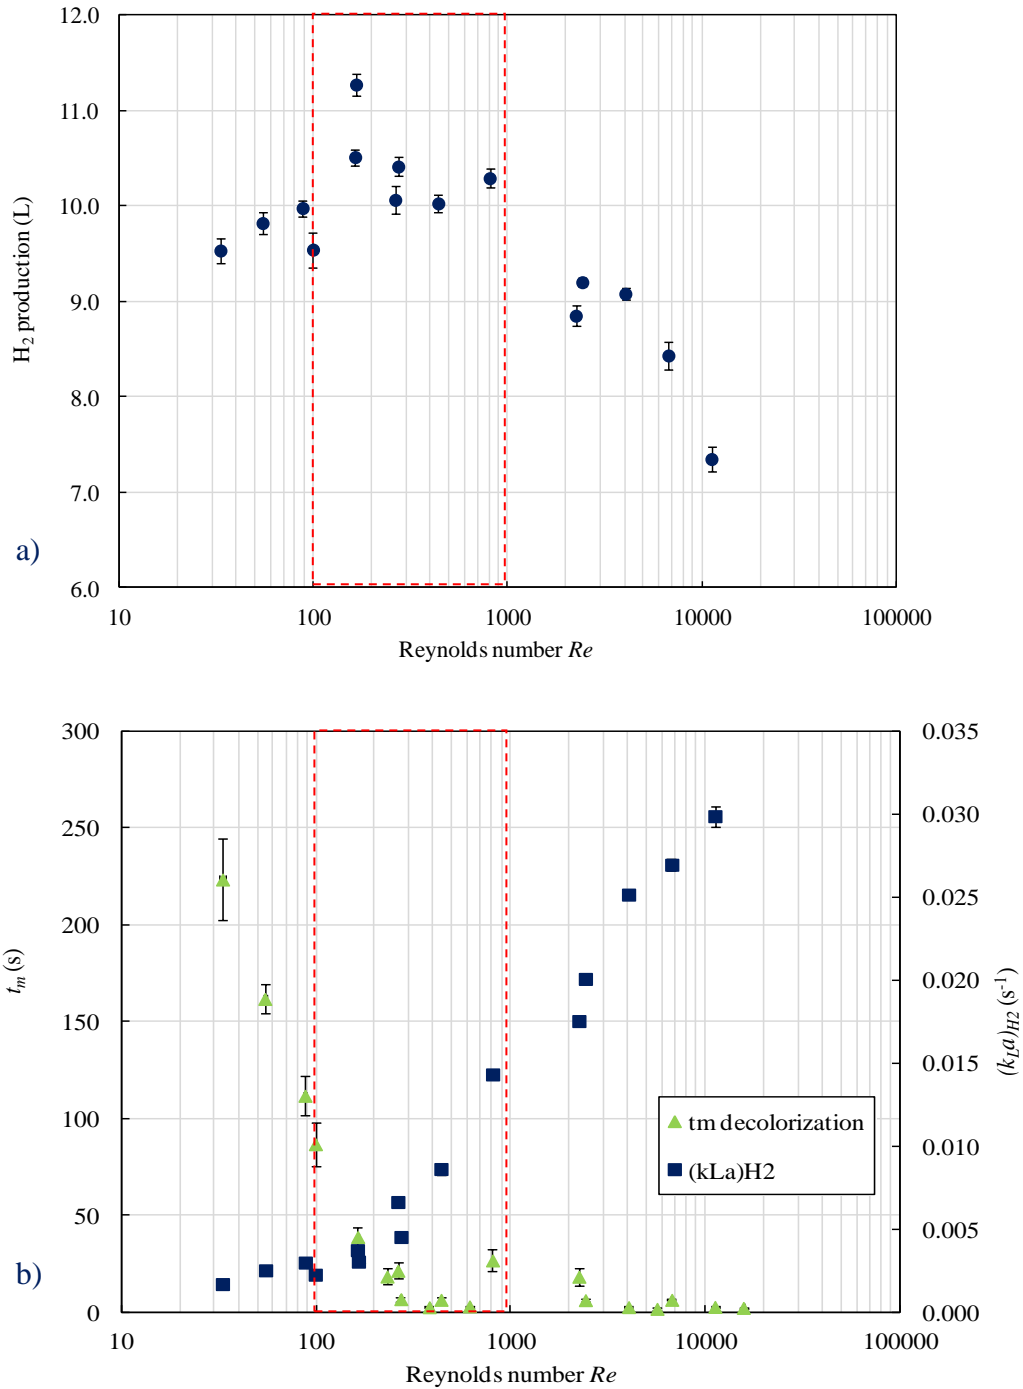 12.0
11.0
10.0
9.0
8.0
7.0
6.0
H2 production (L)
a)
10 100 1000 10000 100000
Reynolds number Re
300
250
200
150
100
50
0
tm (s)
0.035
0.030
0.025
0.020
0.015
0.010
0.005
0.000
(kLa)H2 (s-1)
tm decolorization
(kLa)H2
b)
10 100 1000 10000 100000
Reynolds number Re